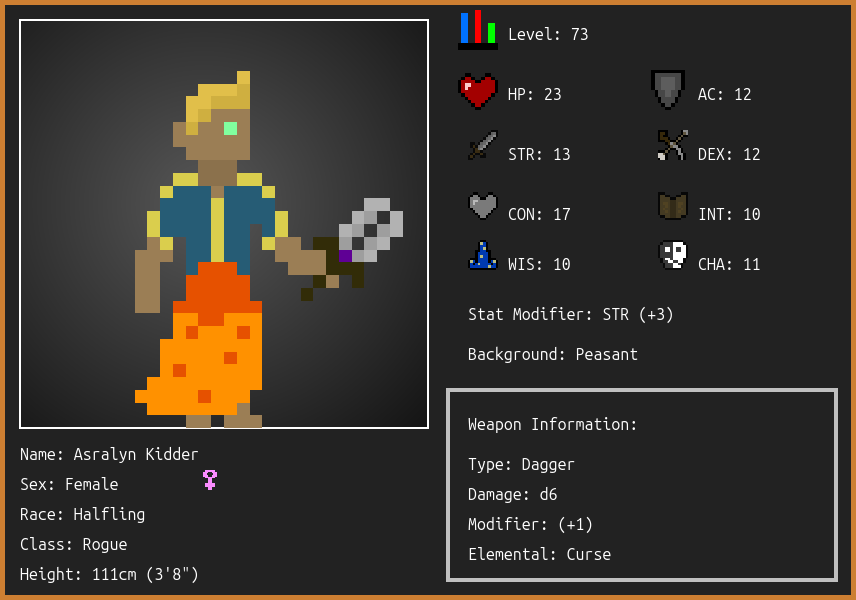 Level: 73
HP: 23
AC: 12
STR: 13
DEX: 12
CON: 17
INT: 10
WIS: 10
CHA: 11
Stat Modifier: STR (+3)
Background: Peasant
Weapon Information:
Type: Dagger
Damage: d6
Modifier: (+1)
Elemental: Curse
Name: Asralyn Kidder
Sex: Female
Race: Halfling
Class: Rogue
Height: 111cm (3'8")